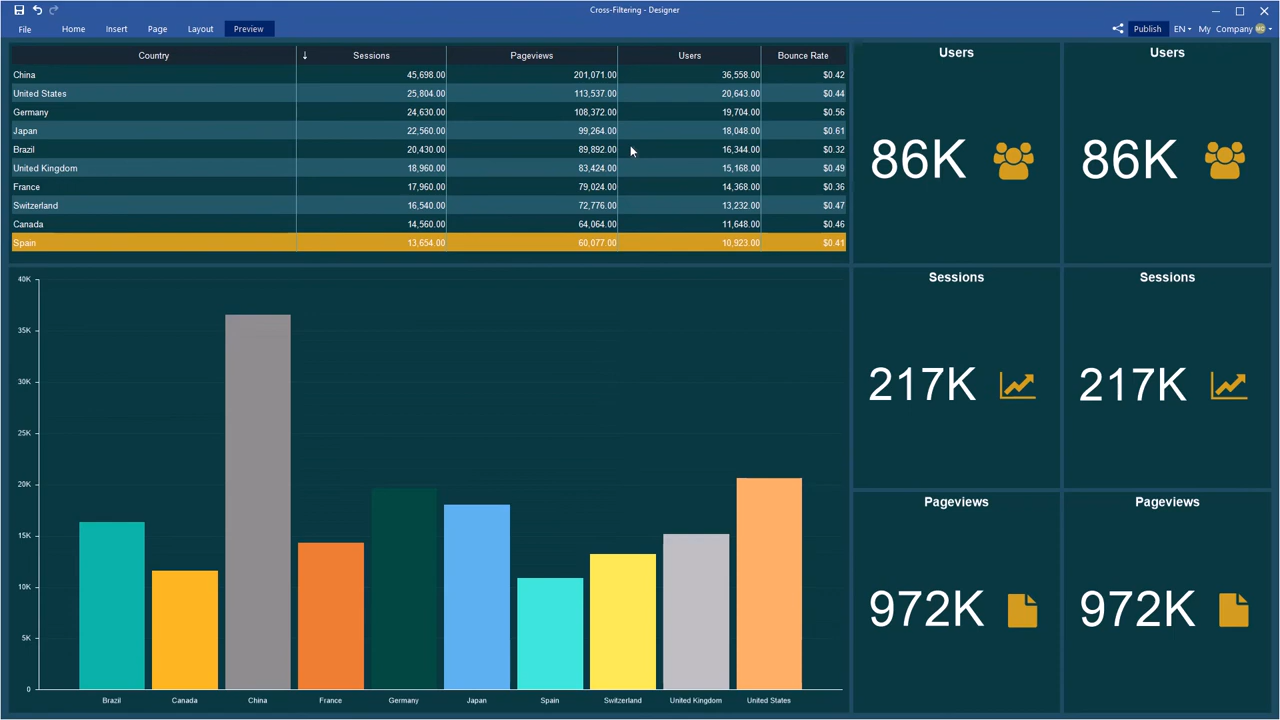 Cross-Filtering - Designer
File Home Insert Page Layout Preview Publish EN My Company MC
Country ↓ Sessions Pageviews Users Bounce Rate
China 45,698.00 201,071.00 36,558.00 $0.42
United States 25,804.00 113,537.00 20,643.00 $0.44
Germany 24,630.00 108,372.00 19,704.00 $0.56
Japan 22,560.00 99,264.00 18,048.00 $0.61
Brazil 20,430.00 89,892.00 16,344.00 $0.32
United Kingdom 18,960.00 83,424.00 15,168.00 $0.49
France 17,960.00 79,024.00 14,368.00 $0.36
Switzerland 16,540.00 72,776.00 13,232.00 $0.47
Canada 14,560.00 64,064.00 11,648.00 $0.46
Spain 13,654.00 60,077.00 10,923.00 $0.41
Users Users
86K 86K
Sessions Sessions
217K 217K
Pageviews Pageviews
972K 972K
40K
35K
30K
25K
20K
15K
10K
5K
0
Brazil Canada China France Germany Japan Spain Switzerland United Kingdom United States